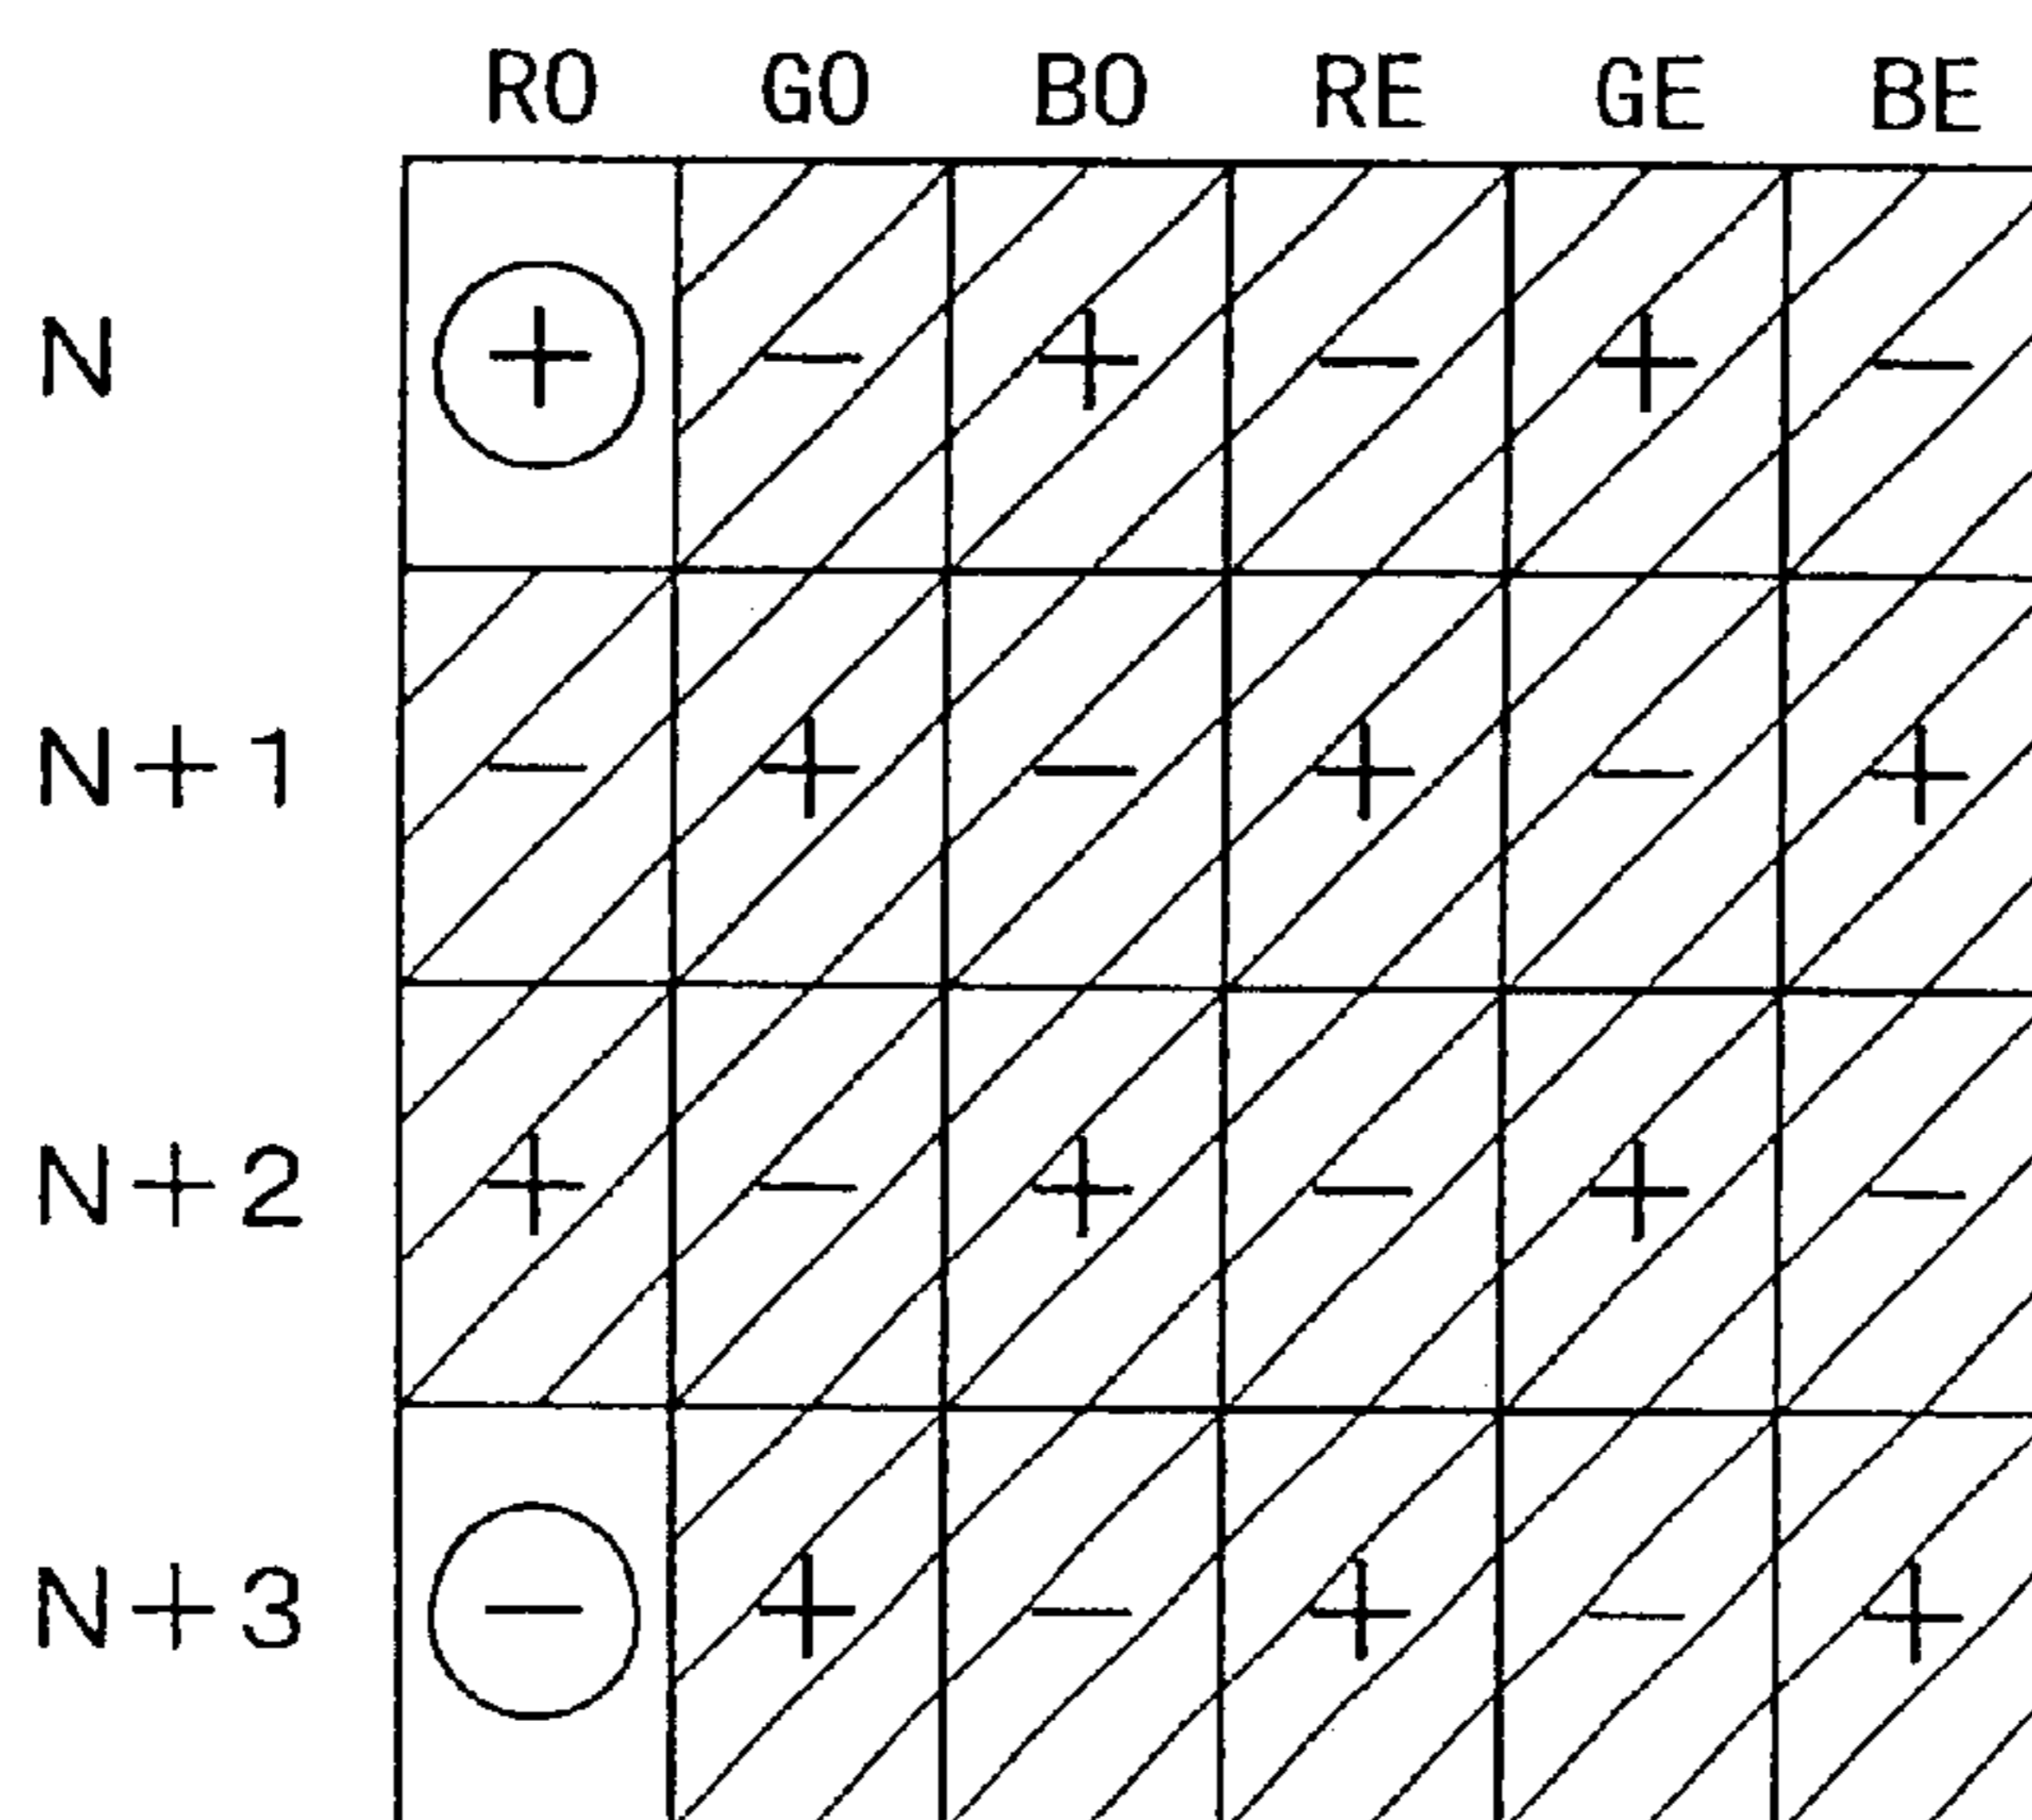 RO GO BO RE GE BE
N + − + − + −
N+1 − + − + − +
N+2 + − + − + −
N+3 − + − + − +